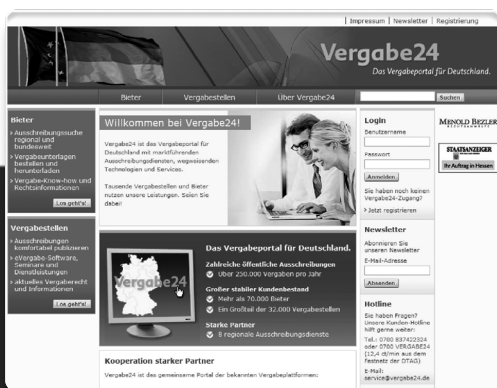 Impressum | Newsletter | Registrierung
Vergabe24
Das Vergabeportal für Deutschland.
Bieter
Vergabestellen
Über Vergabe24
Suchen
Bieter
Ausschreibungssuche
regional und
bundesweit
Vergabeunterlagen
bestellen und
herunterladen
Vergabe-Know-how und
Rechtsinformationen
Los geht's!
Vergabestellen
Ausschreibungen
komfortabel publizieren
eVergabe-Software,
Seminare und
Dienstleistungen
aktuelles Vergaberecht
und Informationen
Los geht's!
Willkommen bei Vergabe24!
Vergabe24 ist das Vergabeportal für
Deutschland mit marktführenden
Ausschreibungsdiensten, wegweisenden
Technologien und Services.
Tausende Vergabestellen und Bieter
nutzen unsere Leistungen. Seien Sie
dabei!
Vergabe24
Das Vergabeportal für Deutschland.
Zahlreiche öffentliche Ausschreibungen
Über 250.000 Vergaben pro Jahr
Großer stabiler Kundenbestand
Mehr als 70.000 Bieter
Ein Großteil der 32.000 Vergabestellen
Starke Partner
8 regionale Ausschreibungsdienste
Kooperation starker Partner
Vergabe24 ist das gemeinsame Portal der bekannten Vergabeplattformen:
Login
Benutzername
Passwort
Anmelden
Sie haben noch keinen
Vergabe24-Zugang?
Jetzt registrieren
Newsletter
Abonnieren Sie
unseren Newsletter
E-Mail-Adresse
Absenden
Hotline
Sie haben Fragen?
Unsere Kunden-Hotline
hilft gerne weiter:
Tel.: 0700 837422324
oder 0700 VERGABE24
(12,4 ct/min aus dem
Festnetz der DTAG)
E-Mail:
service@vergabe24.de
MENOLD BEZLER
RECHTSANWÄLTE
STAATSANZEIGER
Ihr Auftrag in Hessen